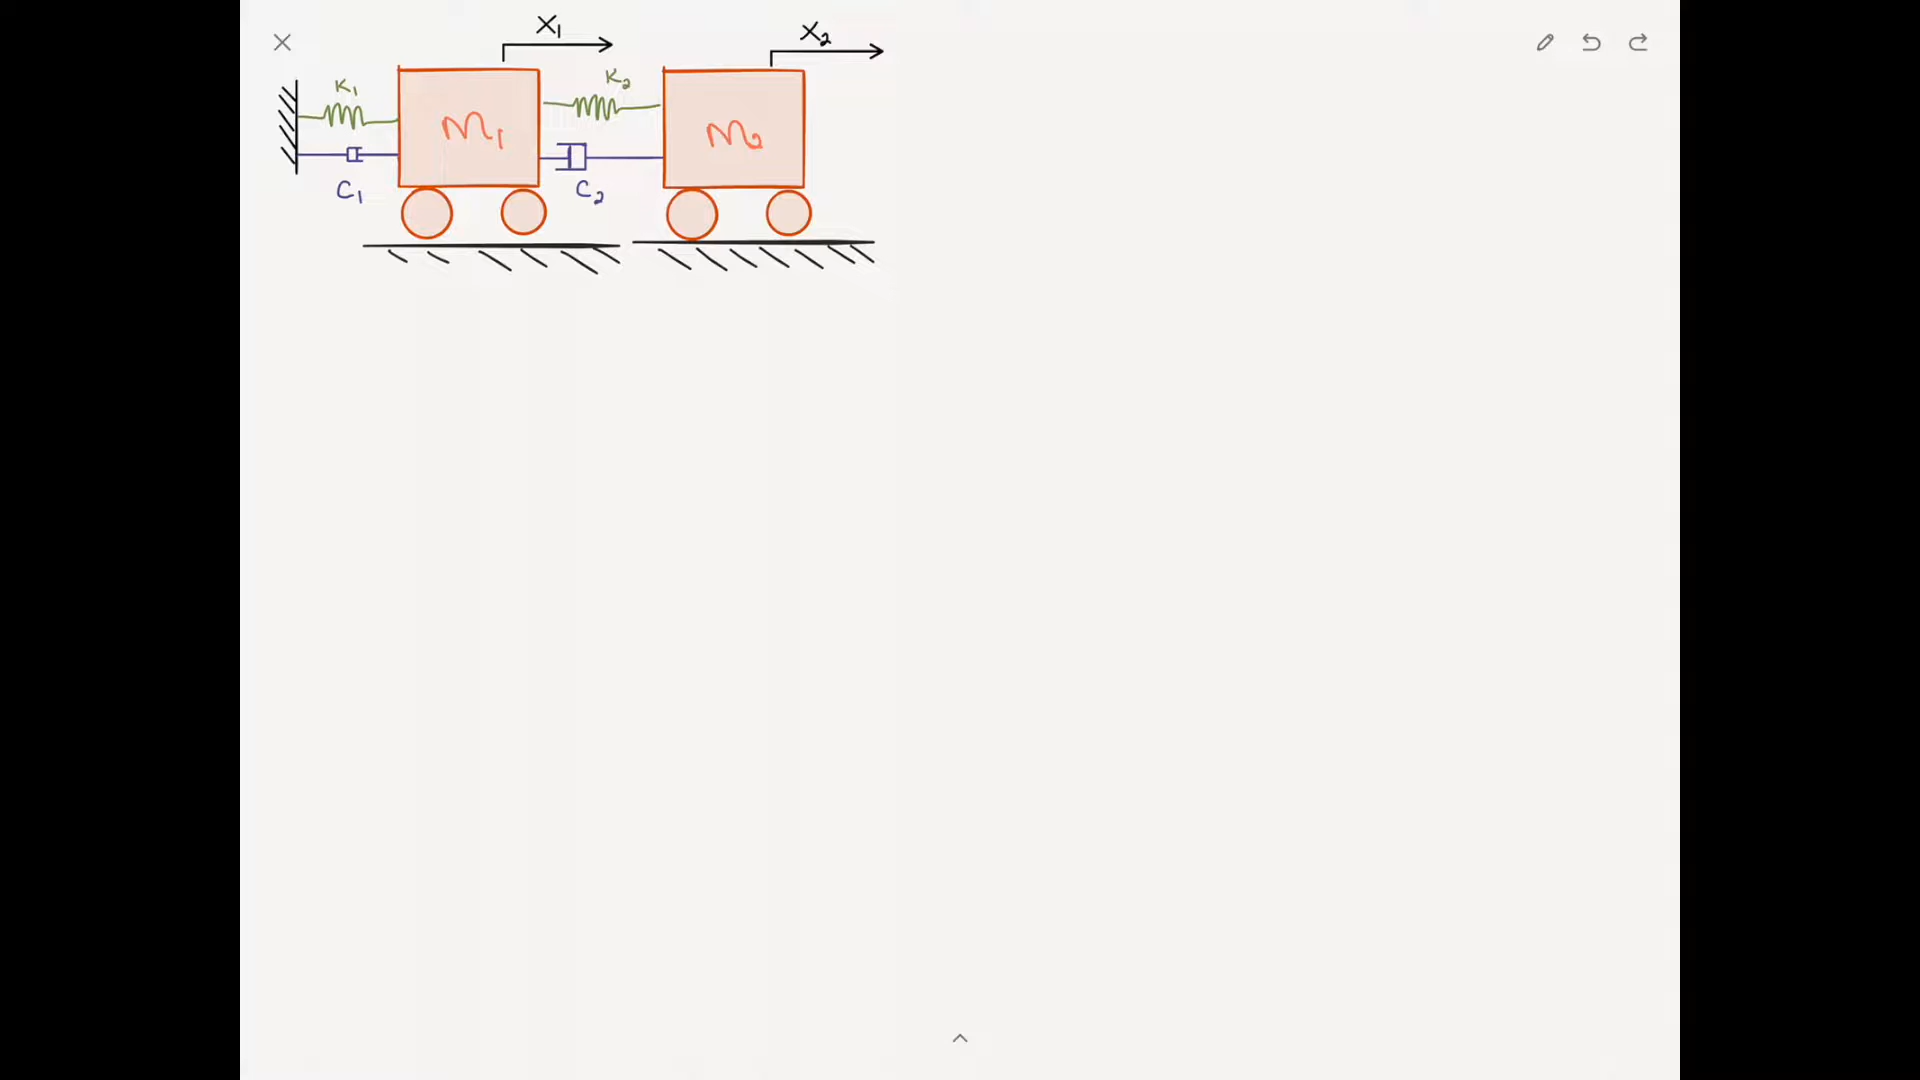 X₁
X₂
K₁
K₂
M₁
M₂
C₁
C₂